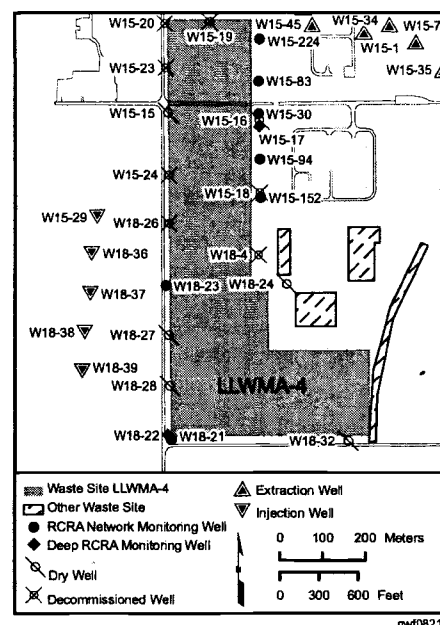 W15-20
W15-19
W15-45
W15-34
W15-7
W15-224
W15-1
W15-23
W15-35
W15-83
W15-15
W15-30
W15-16
W15-17
W15-94
W15-24
W15-18
W15-152
W15-29
W18-26
W18-36
W18-4
W18-24
W18-23
W18-37
W18-38
W18-27
W18-39
W18-28
LLWMA-4
W18-22
W18-21
W18-32
Waste Site LLWMA-4
Other Waste Site
RCRA Network Monitoring Well
Deep RCRA Monitoring Well
Dry Well
Decommissioned Well
Extraction Well
Injection Well
0 100 200 Meters
0 300 600 Feet
gwf0821